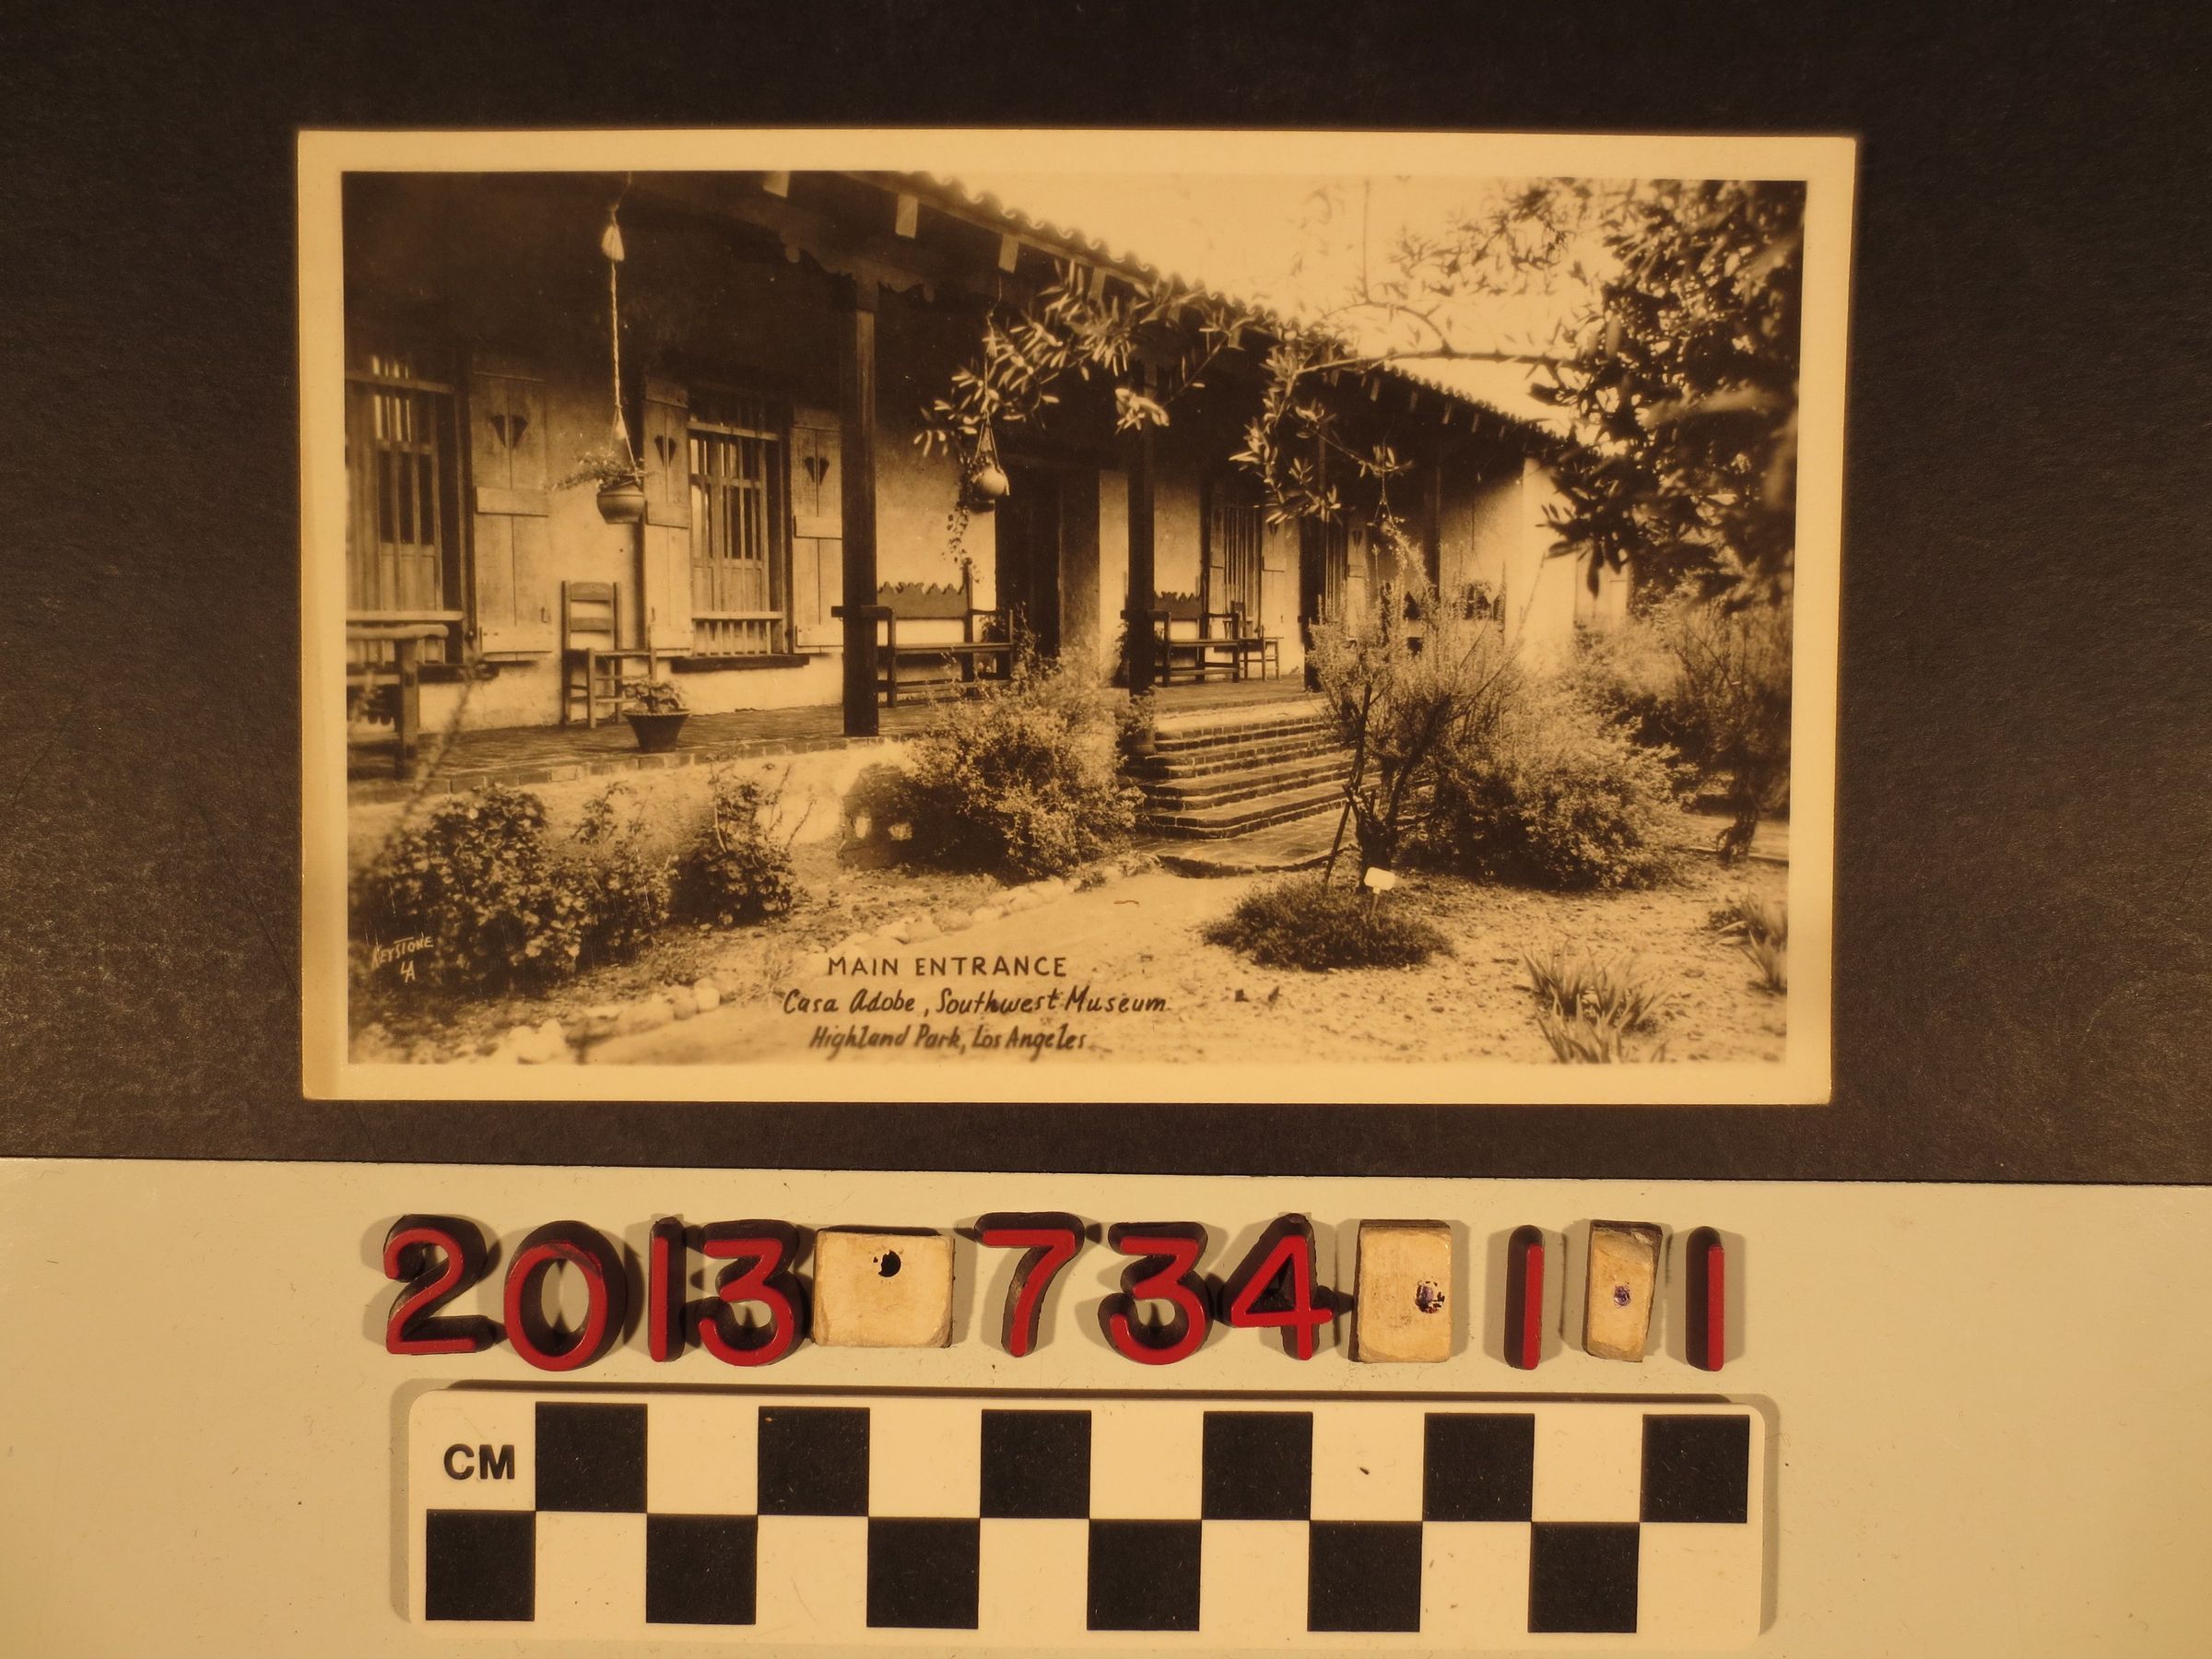 KEYSTONE
LA
MAIN ENTRANCE
Casa Adobe, Southwest Museum
Highland Park, Los Angeles
2013 734 1 1
CM